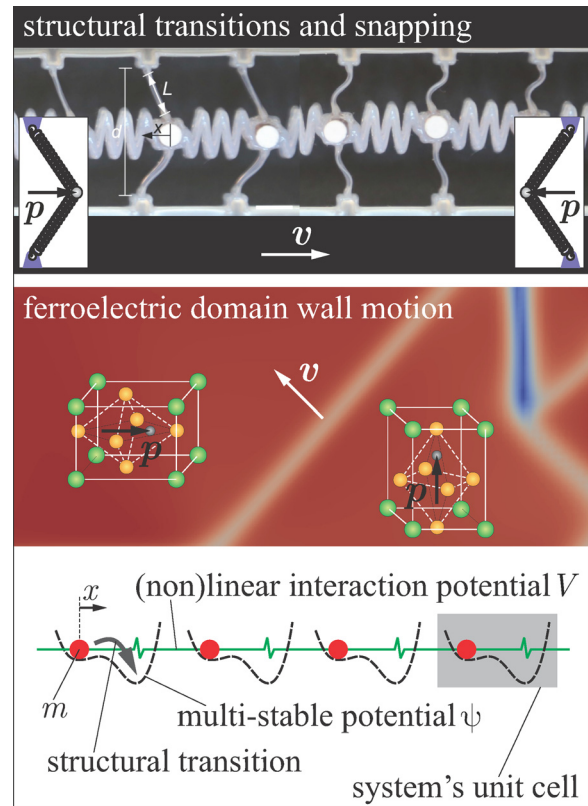 structural transitions and snapping
L
d
x
p
p
v
ferroelectric domain wall motion
v
p
p
(non)linear interaction potential V
x
m
multi-stable potential ψ
structural transition
system's unit cell